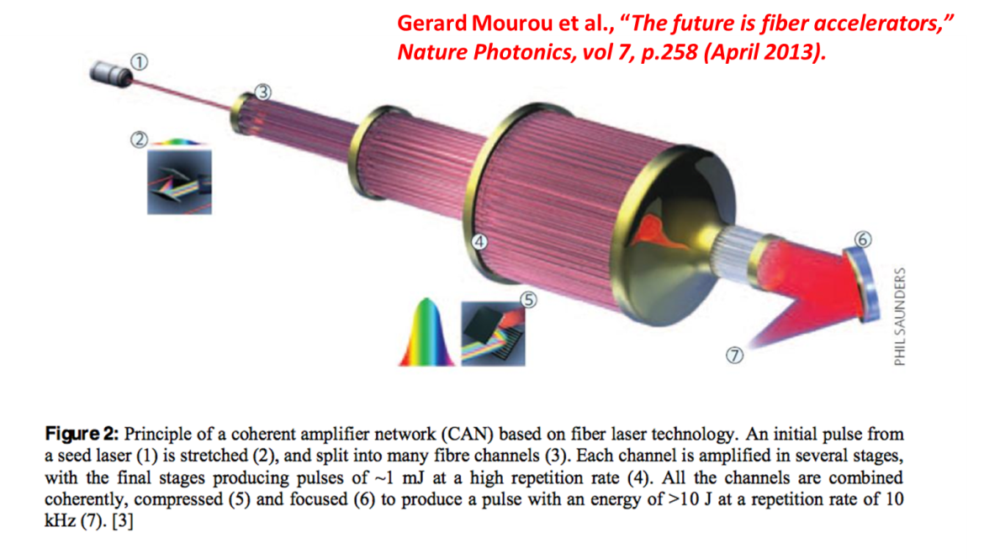 Gerard Mourou et al., “The future is fiber accelerators,”
Nature Photonics, vol 7, p.258 (April 2013).
①
③
②
④
⑥
⑤
⑦
PHIL SAUNDERS
Figure 2: Principle of a coherent amplifier network (CAN) based on fiber laser technology. An initial pulse from
a seed laser (1) is stretched (2), and split into many fibre channels (3). Each channel is amplified in several stages,
with the final stages producing pulses of ~1 mJ at a high repetition rate (4). All the channels are combined
coherently, compressed (5) and focused (6) to produce a pulse with an energy of >10 J at a repetition rate of 10
kHz (7). [3]